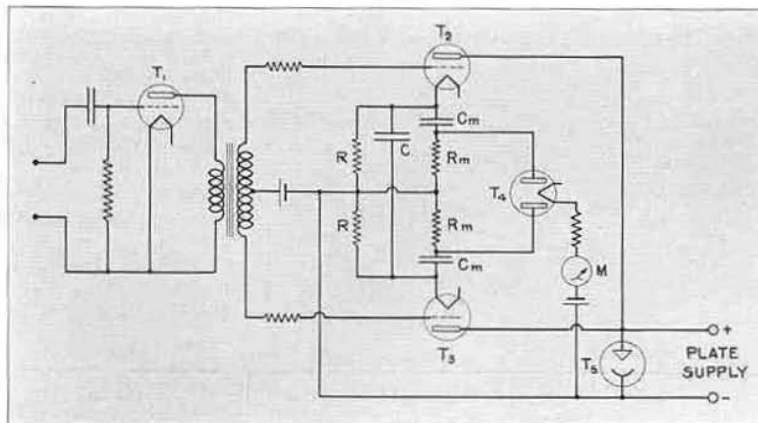 T₁
T₂
Cm
R
C
Rm
T₄
R
Rm
M
Cm
T₃
T₅
+
PLATE
SUPPLY
-